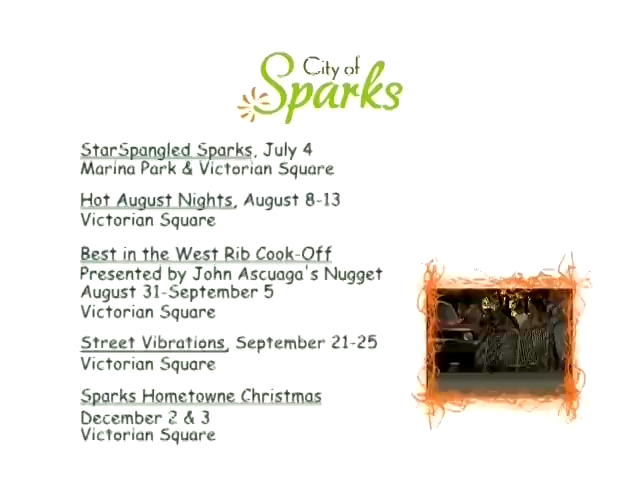 City of
Sparks
StarSpangled Sparks, July 4
Marina Park & Victorian Square
Hot August Nights, August 8-13
Victorian Square
Best in the West Rib Cook-Off
Presented by John Ascuaga's Nugget
August 31-September 5
Victorian Square
Street Vibrations, September 21-25
Victorian Square
Sparks Hometowne Christmas
December 2 & 3
Victorian Square